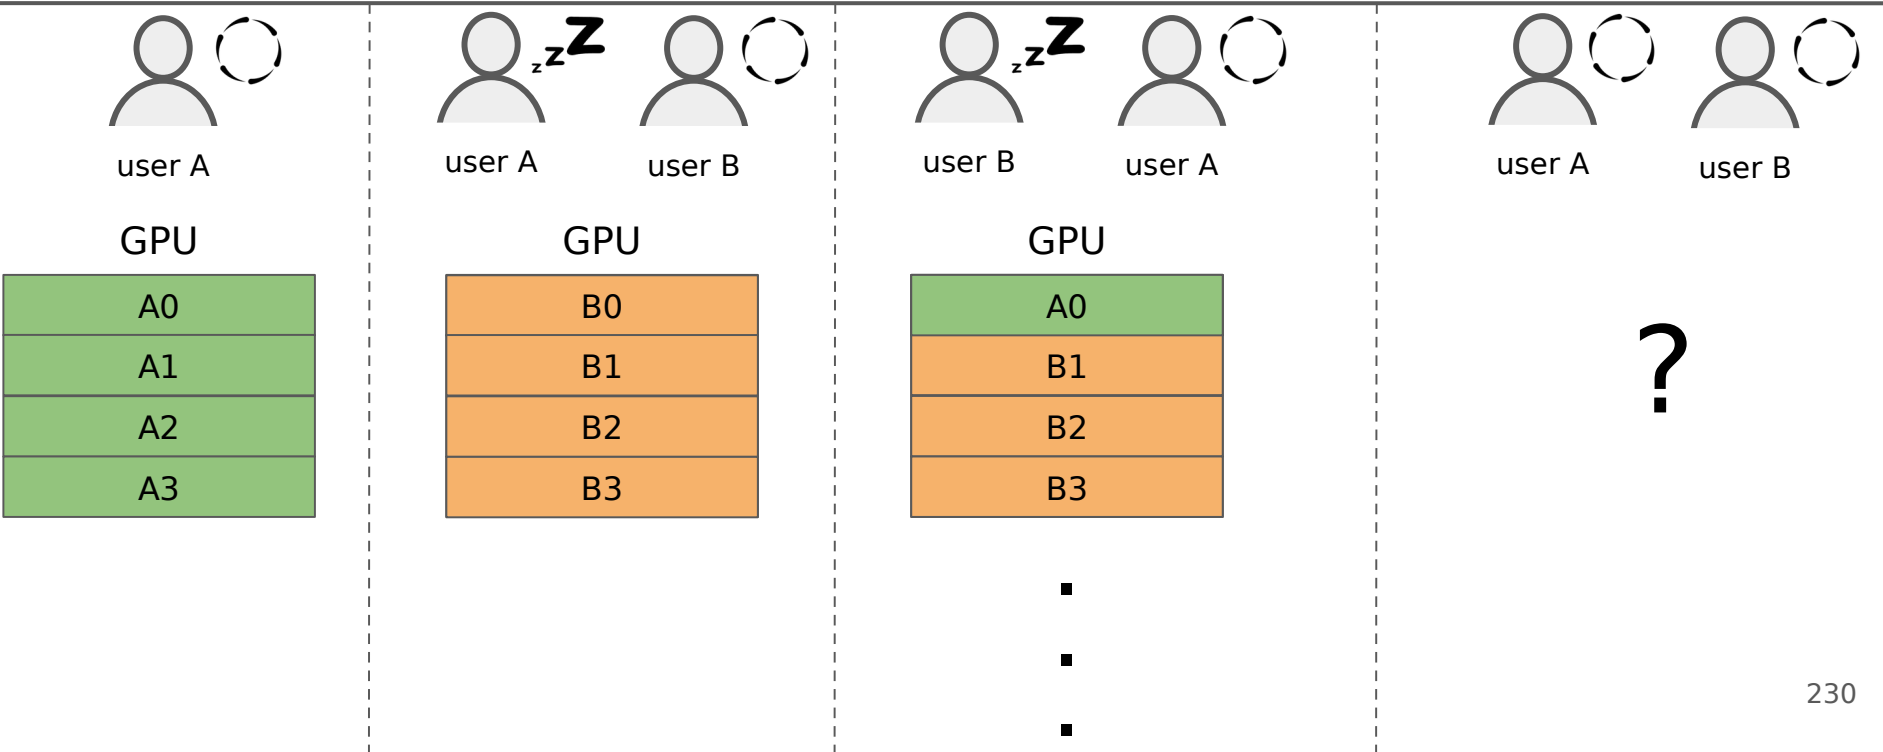 z z Z
z z Z
user A
user A
user B
user B
user A
user A
user B
GPU
GPU
GPU
A0
A1
A2
A3
B0
B1
B2
B3
A0
B1
B2
B3
?
230